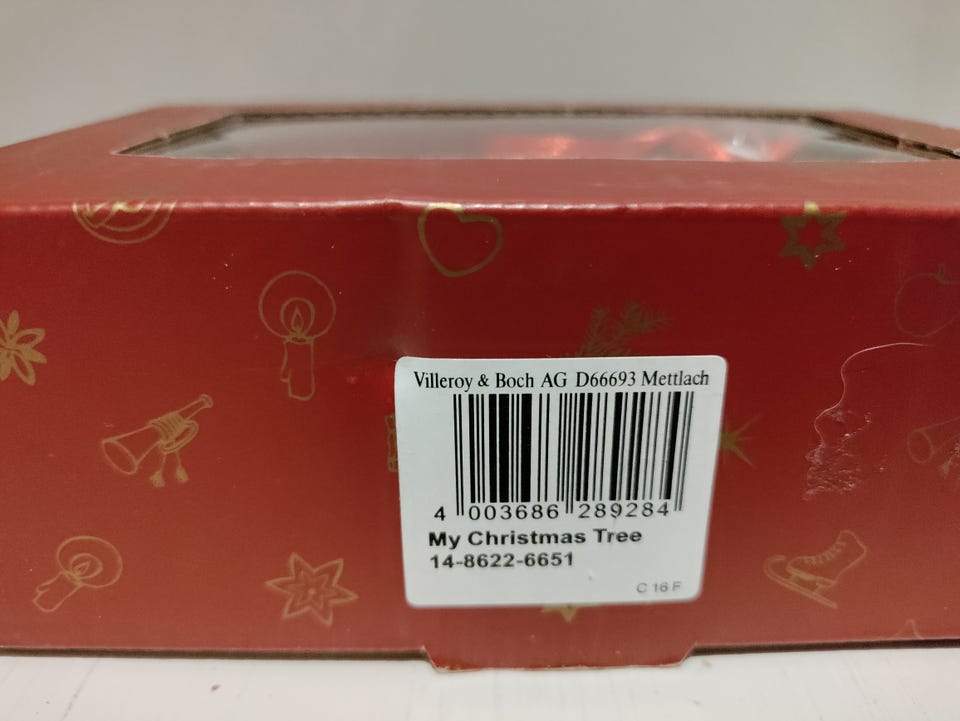 Villeroy & Boch AG D66693 Mettlach
4 003686 289284
My Christmas Tree
14-8622-6651
C 16 F